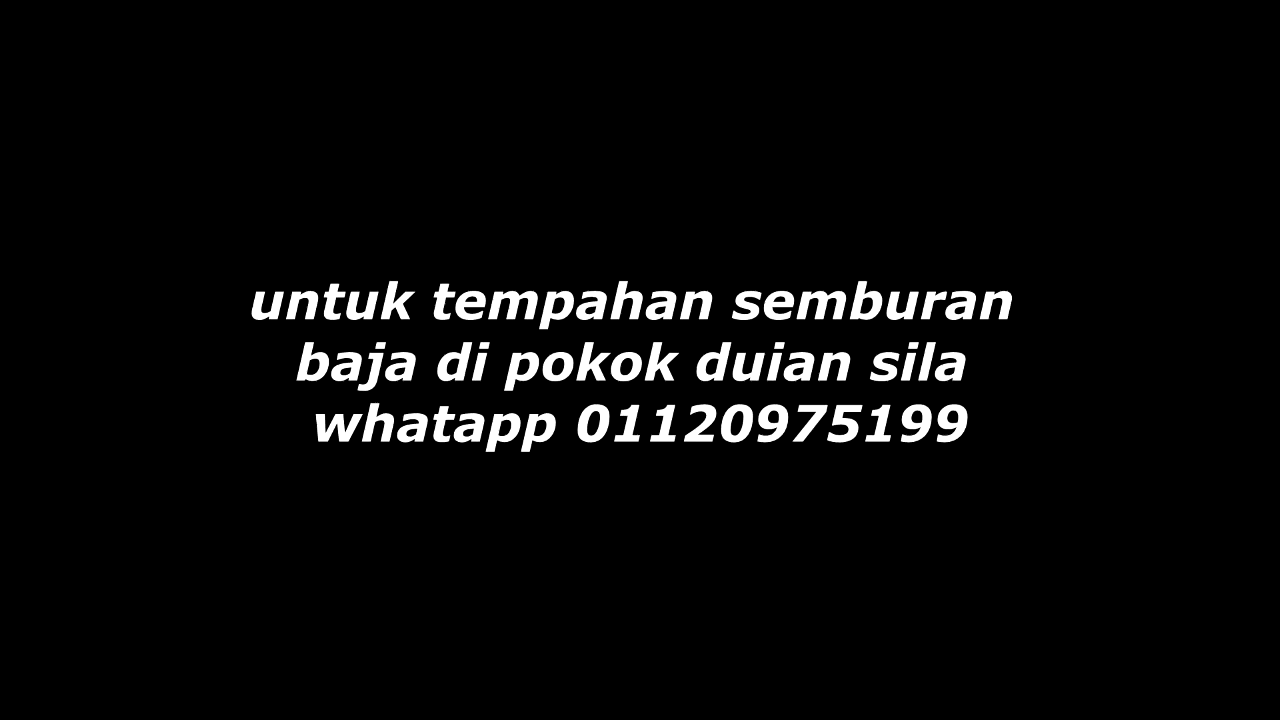 untuk tempahan semburan
baja di pokok duian sila
whatapp 01120975199